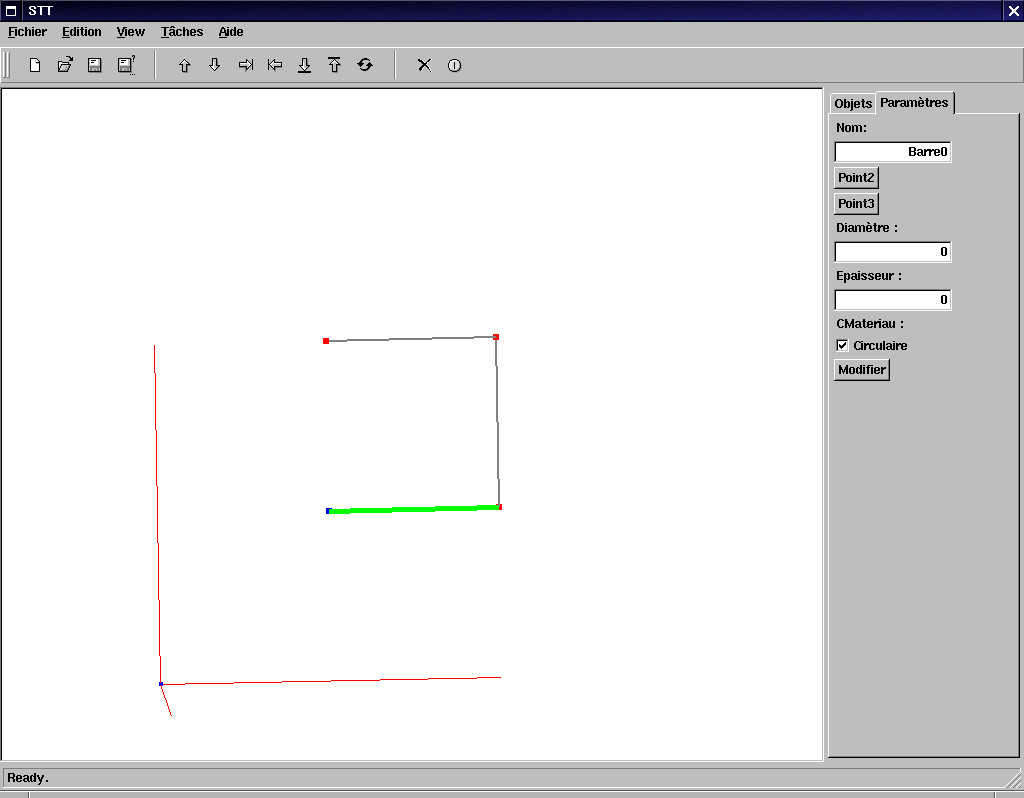 STT
Fichier Edition View Tâches Aide
Objets Paramètres
Nom:
Barre0
Point2
Point3
Diamètre :
0
Epaisseur :
0
CMateriau :
Circulaire
Modifier
Ready.